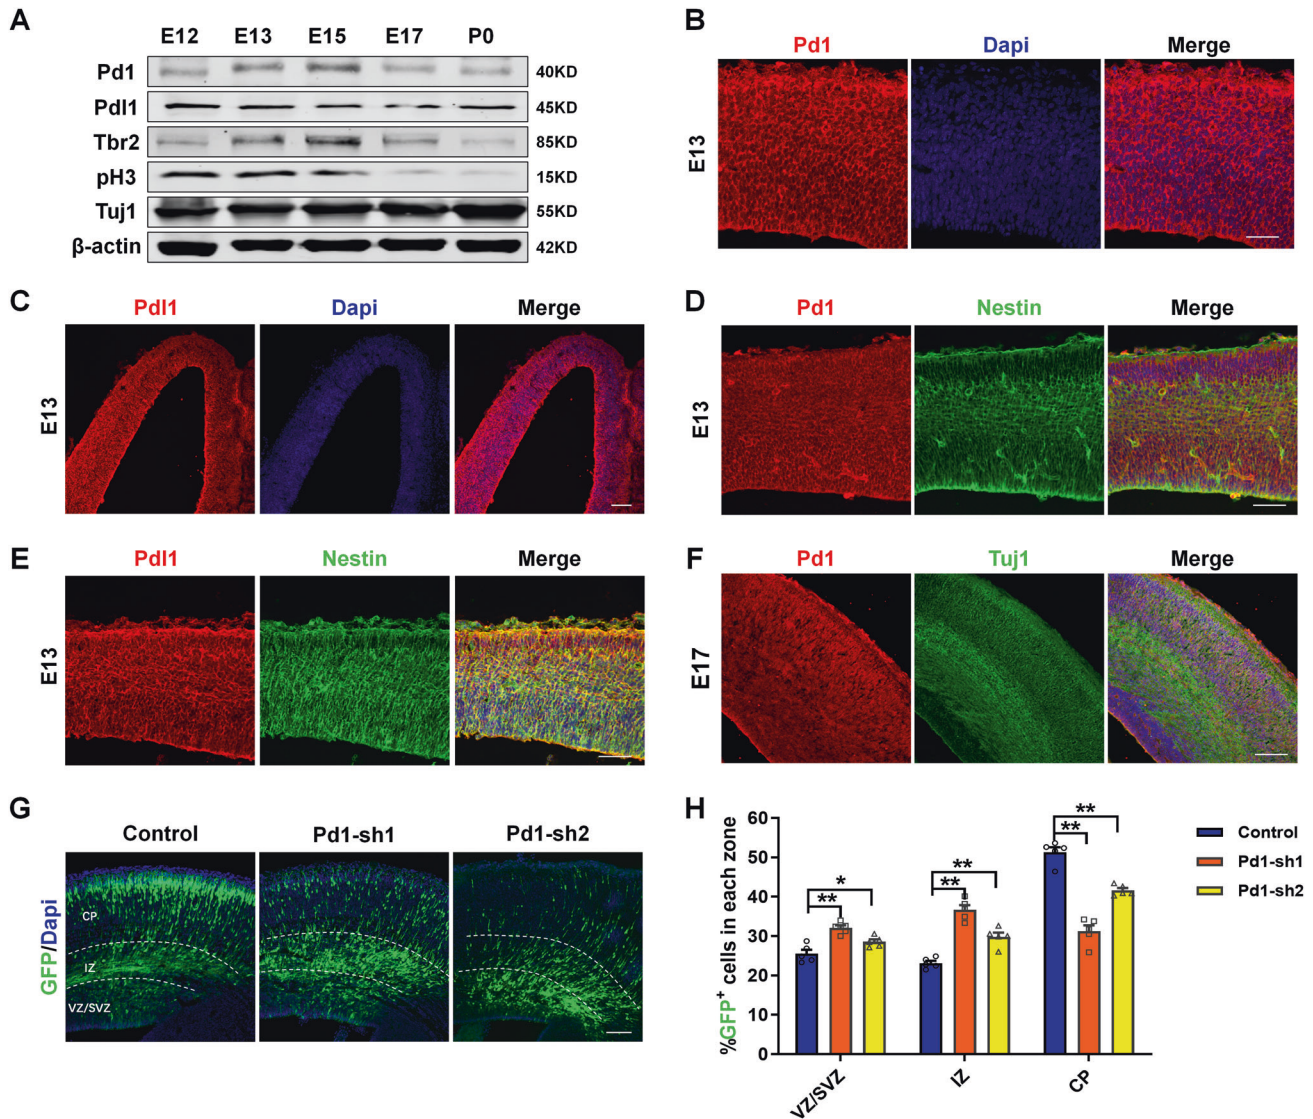 A
E12 E13 E15 E17 P0
Pd1 40KD
Pdl1 45KD
Tbr2 85KD
pH3 15KD
Tuj1 55KD
β-actin 42KD
B
Pd1 Dapi Merge
E13
C
Pdl1 Dapi Merge
E13
D
Pd1 Nestin Merge
E13
E
Pdl1 Nestin Merge
E13
F
Pd1 Tuj1 Merge
E17
G
Control Pd1-sh1 Pd1-sh2
GFP/Dapi
CP
IZ
VZ/SVZ
H
%GFP+ cells in each zone
60
50
40
30
20
10
0
** *
** **
** **
VZ/SVZ IZ CP
Control
Pd1-sh1
Pd1-sh2